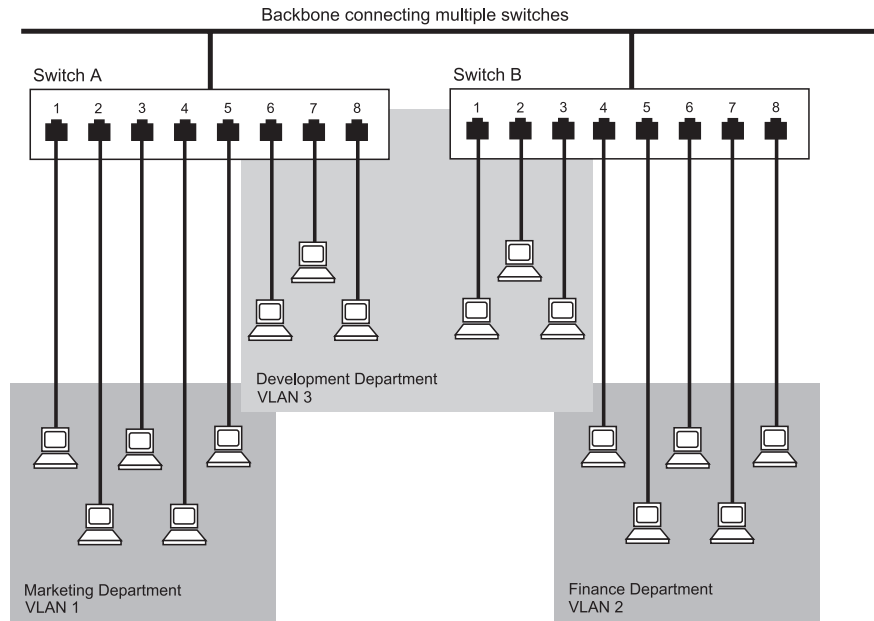 Backbone connecting multiple switches
Switch A
1 2 3 4 5 6 7 8
Switch B
1 2 3 4 5 6 7 8
Development Department
VLAN 3
Marketing Department
VLAN 1
Finance Department
VLAN 2